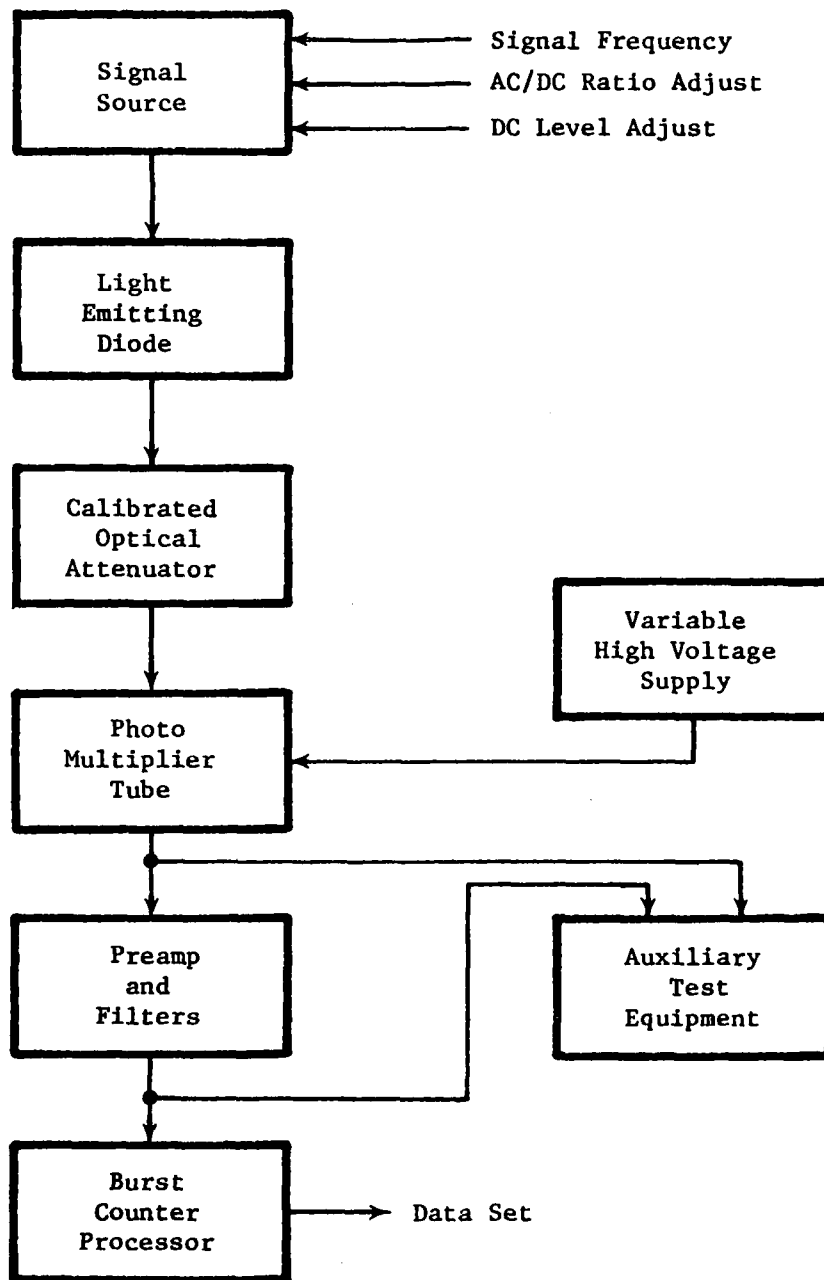 Signal
Source
Signal Frequency
AC/DC Ratio Adjust
DC Level Adjust
Light
Emitting
Diode
Calibrated
Optical
Attenuator
Variable
High Voltage
Supply
Photo
Multiplier
Tube
Preamp
and
Filters
Auxiliary
Test
Equipment
Burst
Counter
Processor
Data Set